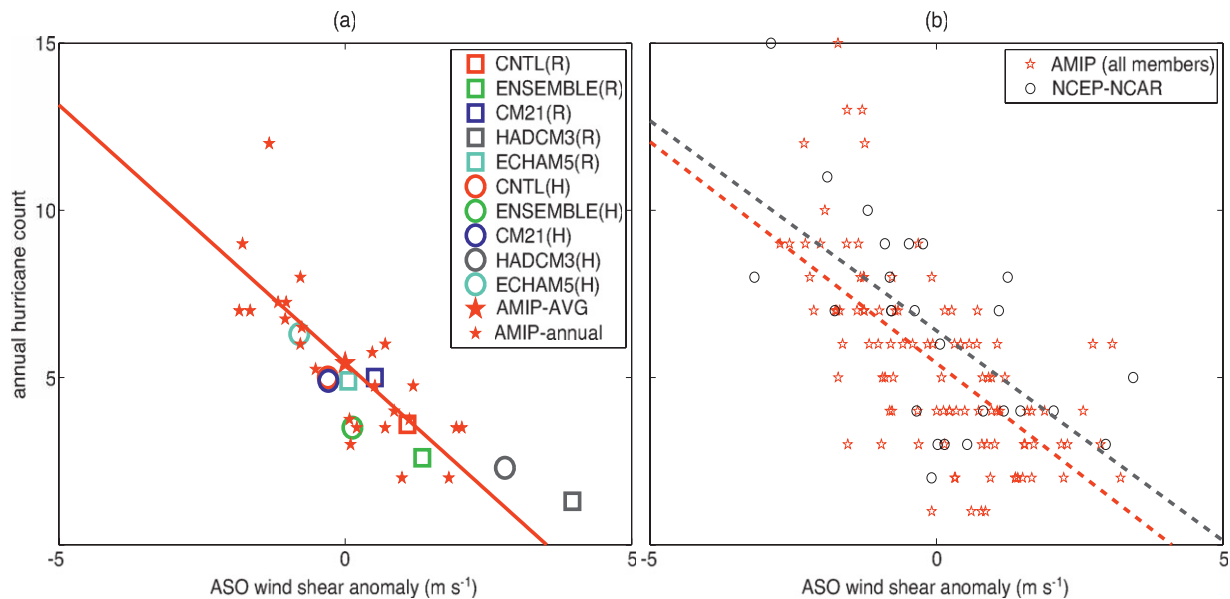 (a)
annual hurricane count
15
10
5
-5
0
5
ASO wind shear anomaly (m s⁻¹)
CNTL(R)
ENSEMBLE(R)
CM21(R)
HADCM3(R)
ECHAM5(R)
CNTL(H)
ENSEMBLE(H)
CM21(H)
HADCM3(H)
ECHAM5(H)
AMIP-AVG
AMIP-annual
(b)
AMIP (all members)
NCEP-NCAR
-5
0
5
ASO wind shear anomaly (m s⁻¹)